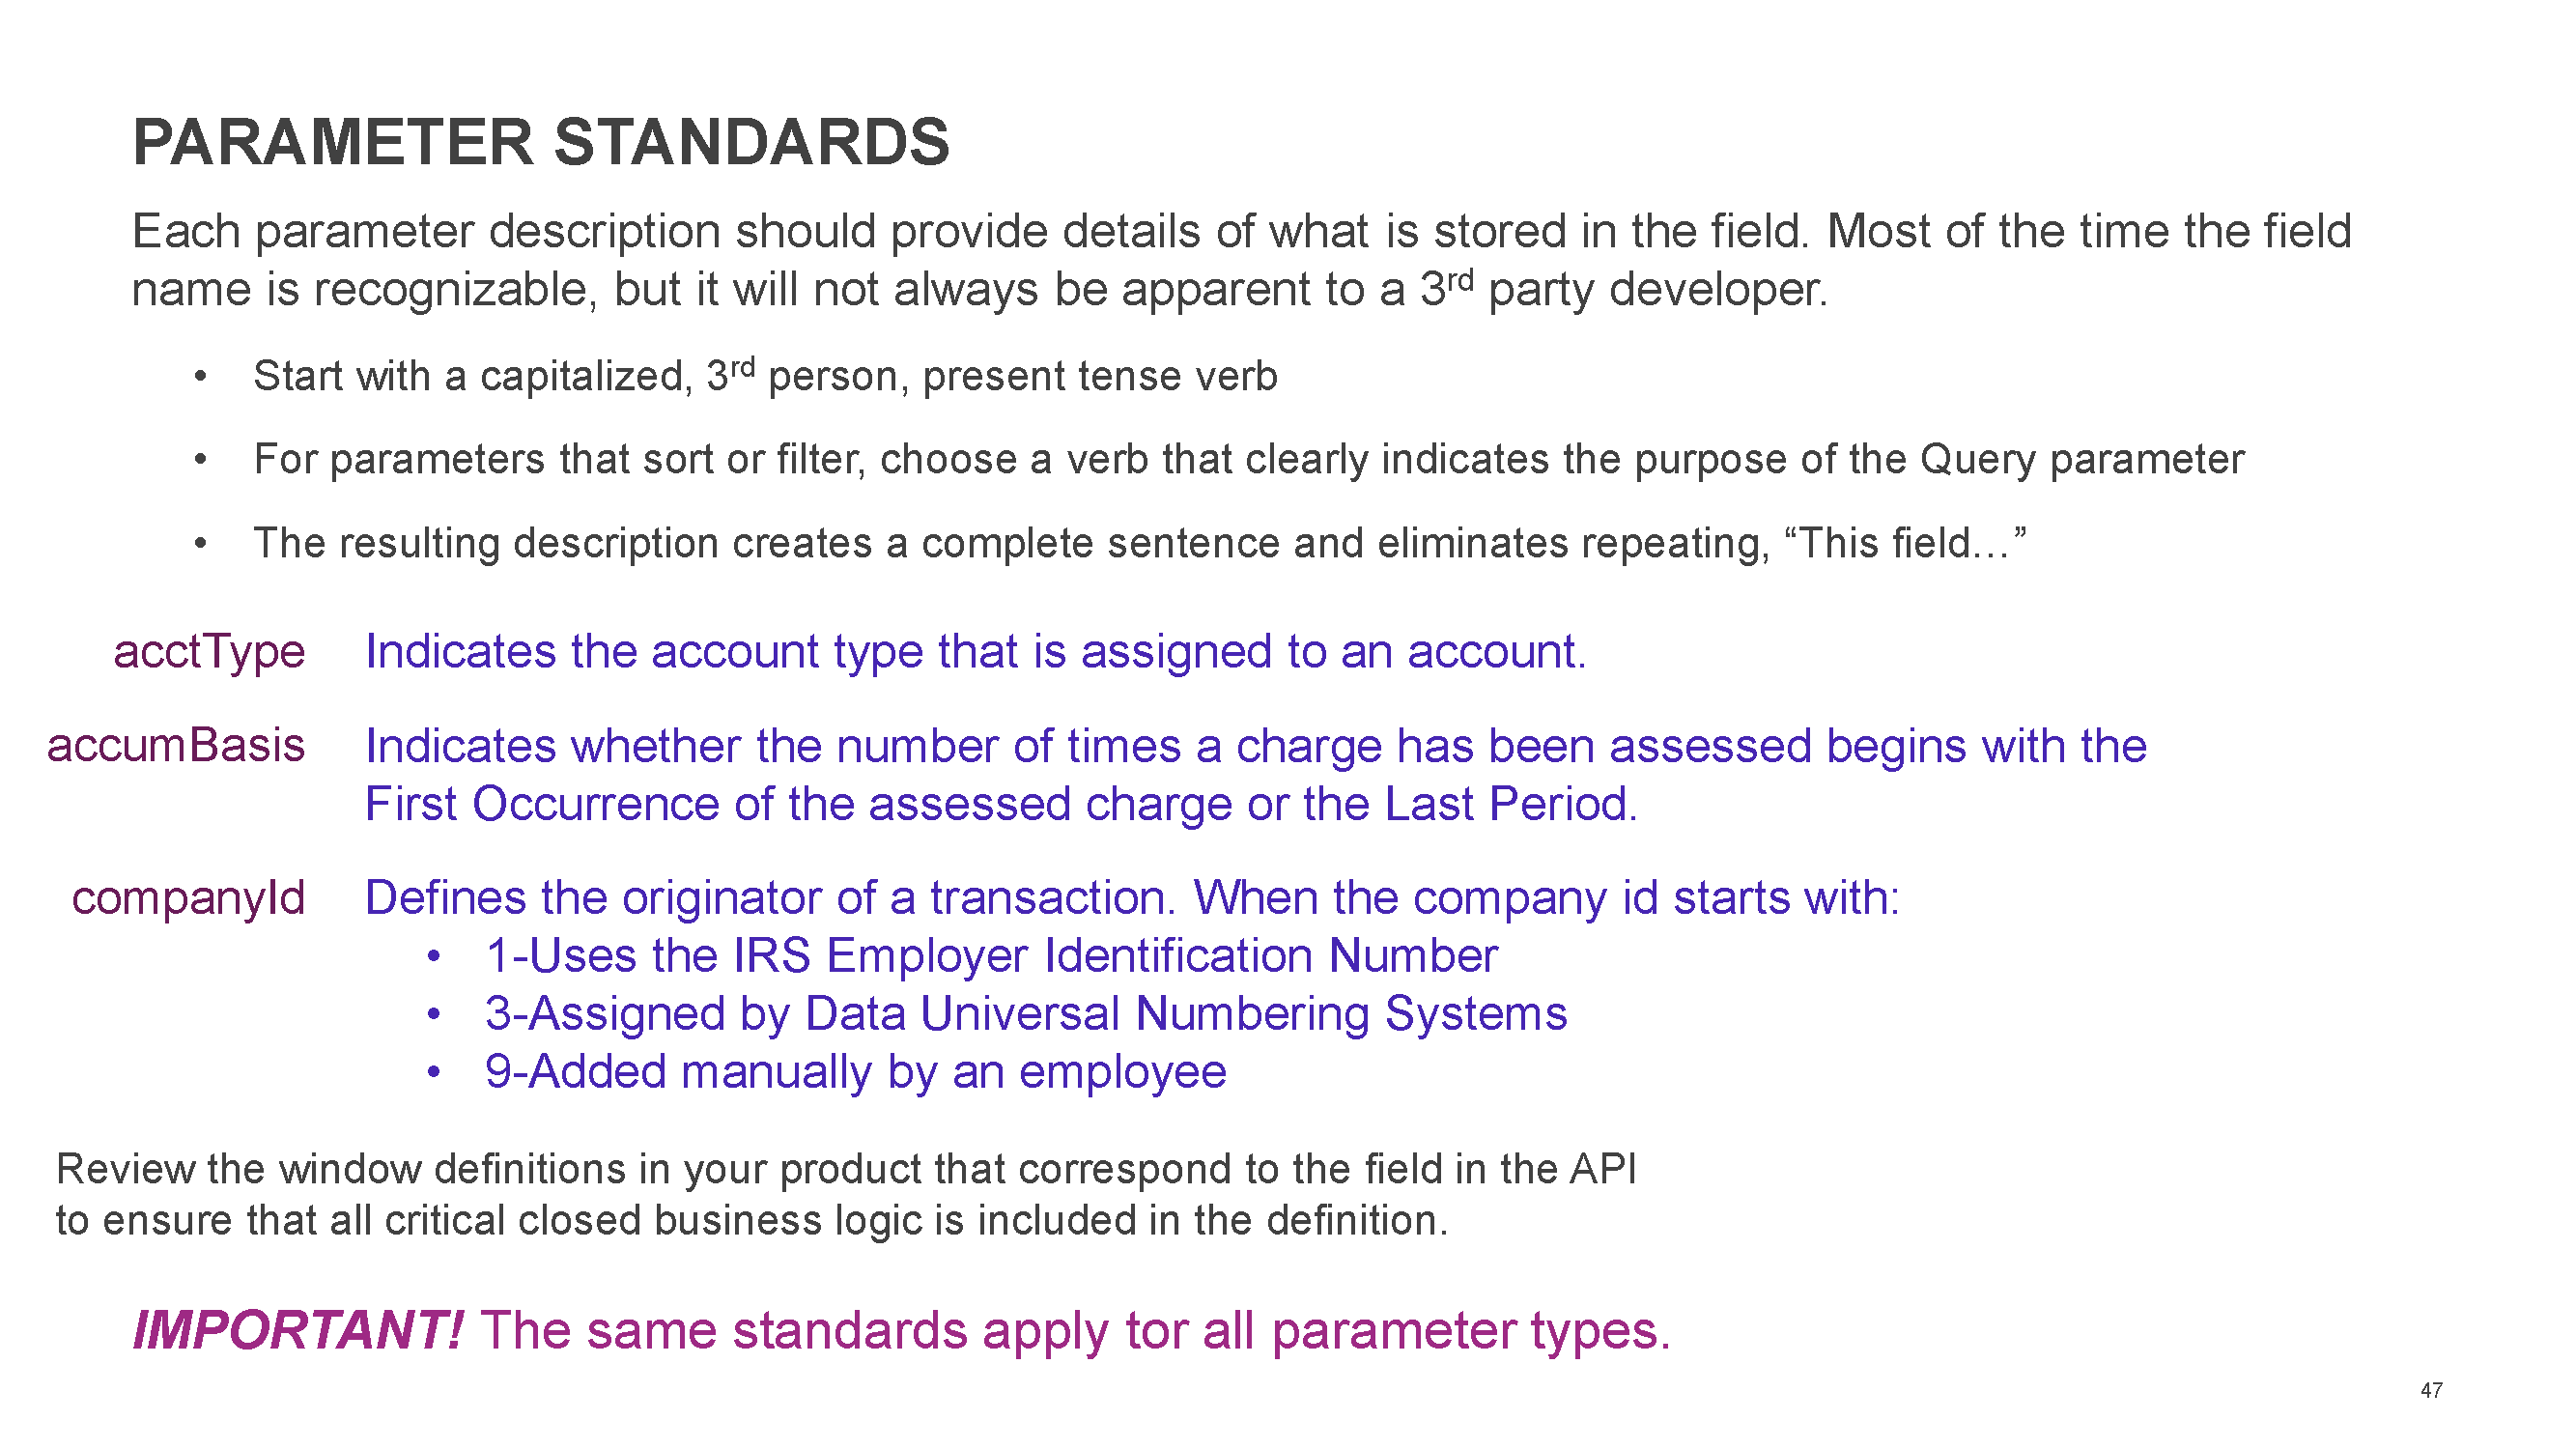 PARAMETER STANDARDS
Each parameter description should provide details of what is stored in the field. Most of the time the field
name is recognizable, but it will not always be apparent to a 3rd party developer.
• Start with a capitalized, 3rd person, present tense verb
• For parameters that sort or filter, choose a verb that clearly indicates the purpose of the Query parameter
• The resulting description creates a complete sentence and eliminates repeating, “This field…”
acctType Indicates the account type that is assigned to an account.
accumBasis Indicates whether the number of times a charge has been assessed begins with the
First Occurrence of the assessed charge or the Last Period.
companyId Defines the originator of a transaction. When the company id starts with:
• 1-Uses the IRS Employer Identification Number
• 3-Assigned by Data Universal Numbering Systems
• 9-Added manually by an employee
Review the window definitions in your product that correspond to the field in the API
to ensure that all critical closed business logic is included in the definition.
IMPORTANT! The same standards apply tor all parameter types.
47